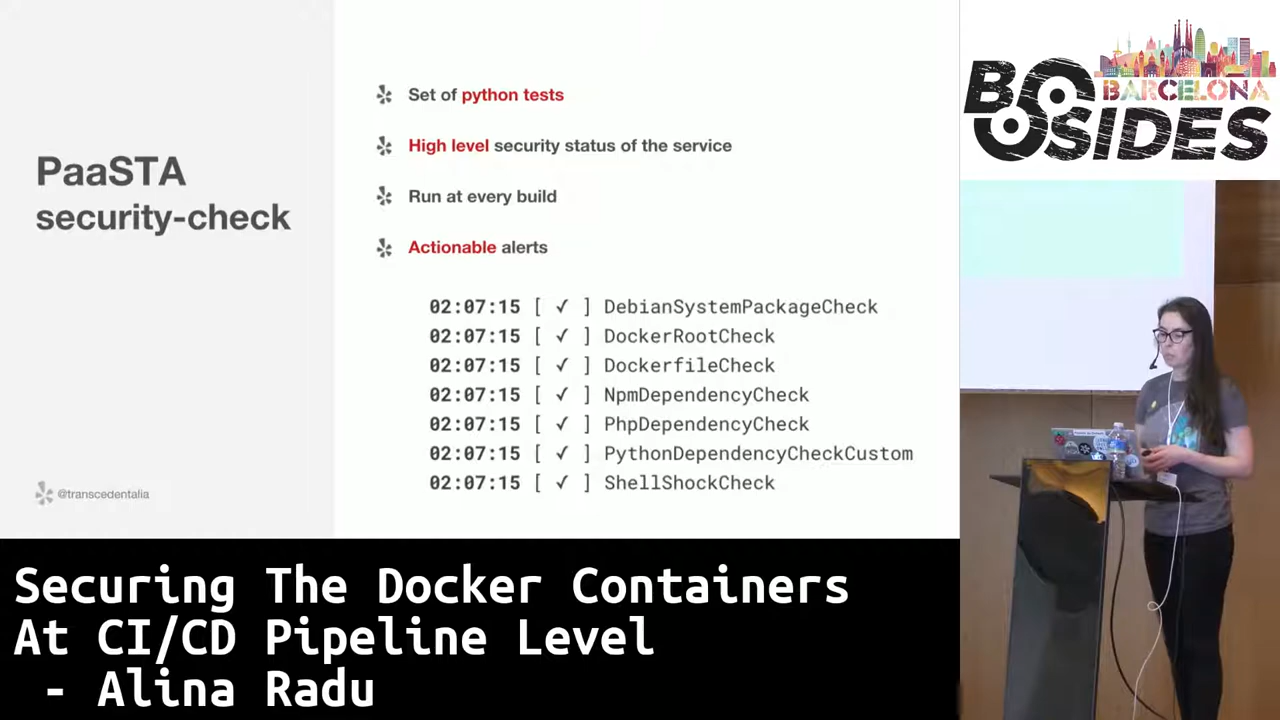 PaaSTA
security-check
Set of python tests
High level security status of the service
Run at every build
Actionable alerts
02:07:15 [ ✓ ] DebianSystemPackageCheck
02:07:15 [ ✓ ] DockerRootCheck
02:07:15 [ ✓ ] DockerfileCheck
02:07:15 [ ✓ ] NpmDependencyCheck
02:07:15 [ ✓ ] PhpDependencyCheck
02:07:15 [ ✓ ] PythonDependencyCheckCustom
02:07:15 [ ✓ ] ShellShockCheck
@transcedentalia
BSIDES
BARCELONA
Securing The Docker Containers
At CI/CD Pipeline Level
- Alina Radu